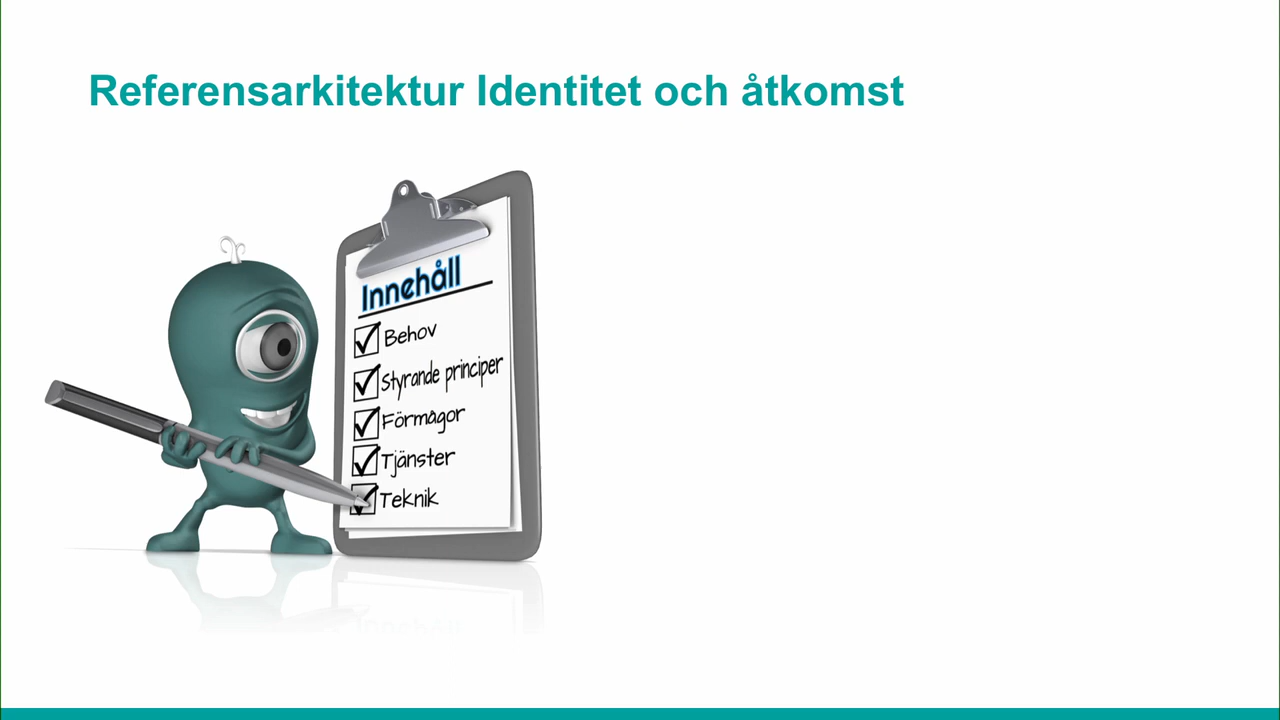 Referensarkitektur Identitet och åtkomst
Innehåll
Behov
Styrande principer
Förmågor
Tjänster
Teknik